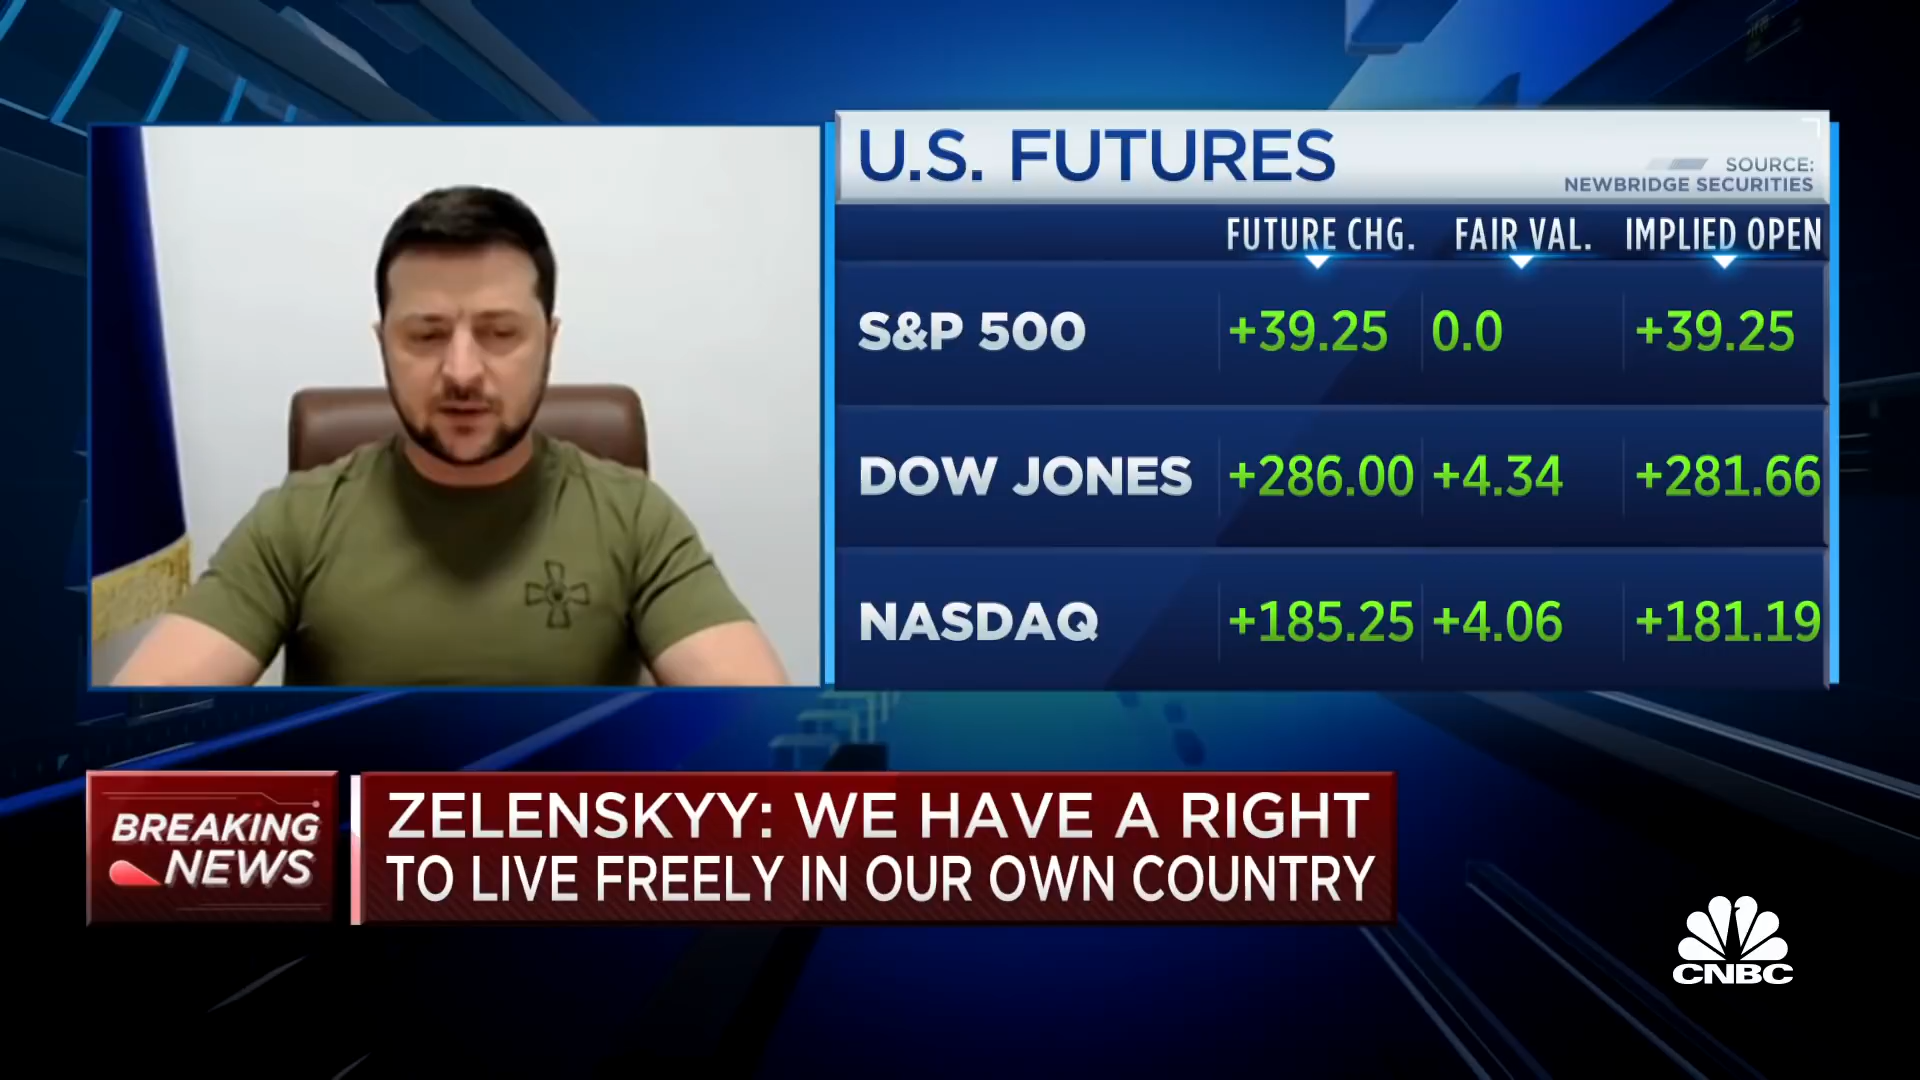 U.S. FUTURES
SOURCE:
NEWBRIDGE SECURITIES
FUTURE CHG. FAIR VAL. IMPLIED OPEN
S&P 500 +39.25 0.0 +39.25
DOW JONES +286.00 +4.34 +281.66
NASDAQ +185.25 +4.06 +181.19
BREAKING
NEWS
ZELENSKYY: WE HAVE A RIGHT
TO LIVE FREELY IN OUR OWN COUNTRY
CNBC